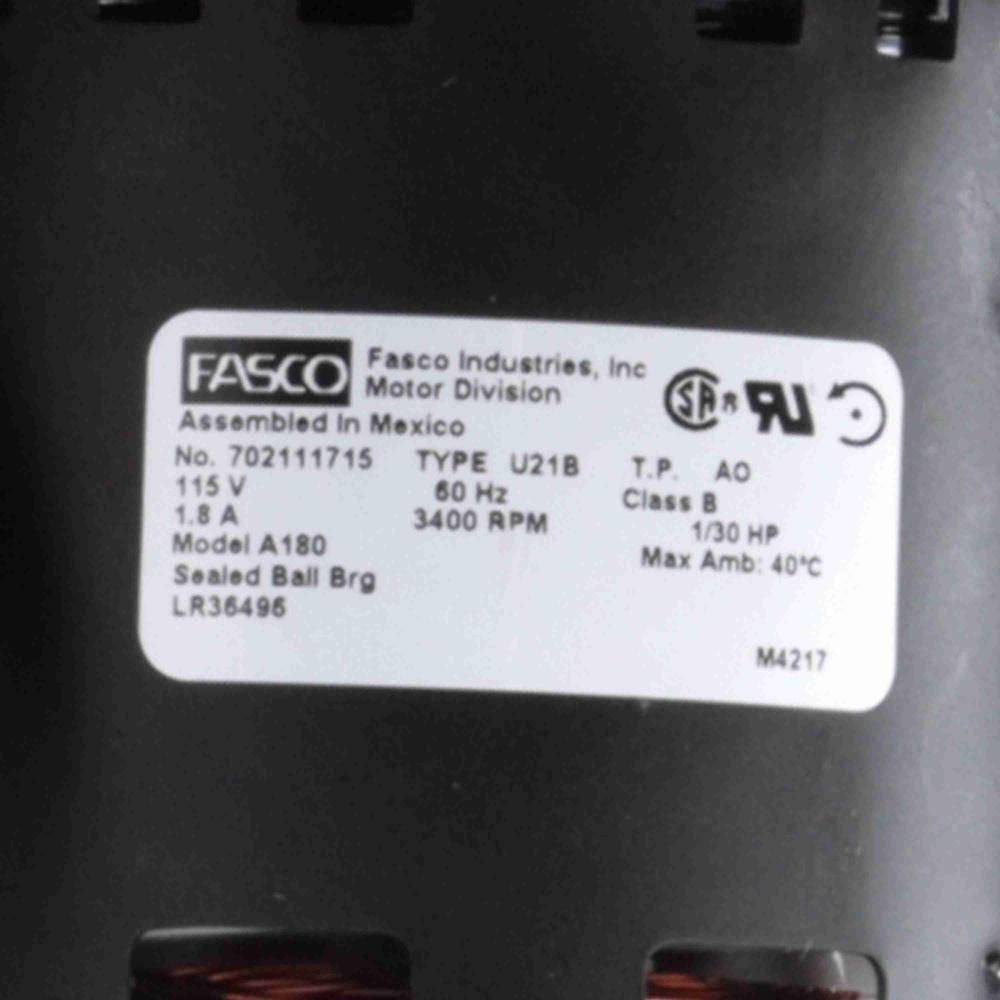 FASCO
Fasco Industries, Inc
Motor Division
Assembled In Mexico
No. 702111715 TYPE U21B T.P. AO
115 V 60 Hz Class B
1.8 A 3400 RPM 1/30 HP
Model A180 Max Amb: 40°C
Sealed Ball Brg
LR36496
M4217